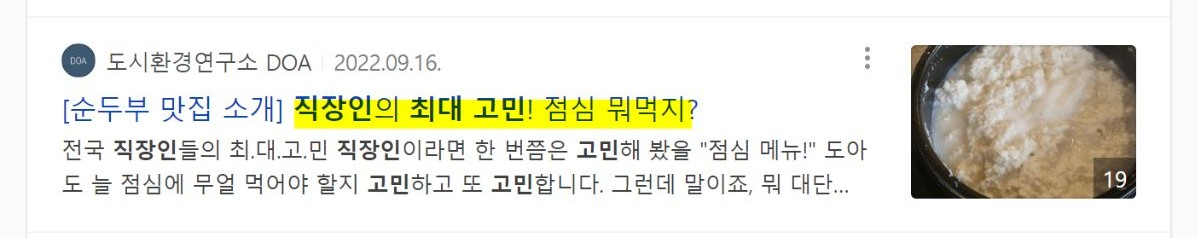 DOA 도시환경연구소 DOA 2022.09.16.
[순두부 맛집 소개] 직장인의 최대 고민! 점심 뭐먹지?
전국 직장인들의 최.대.고.민 직장인이라면 한 번쯤은 고민해 봤을 "점심 메뉴!" 도아
도 늘 점심에 무얼 먹어야 할지 고민하고 또 고민합니다. 그런데 말이죠, 뭐 대단...
19